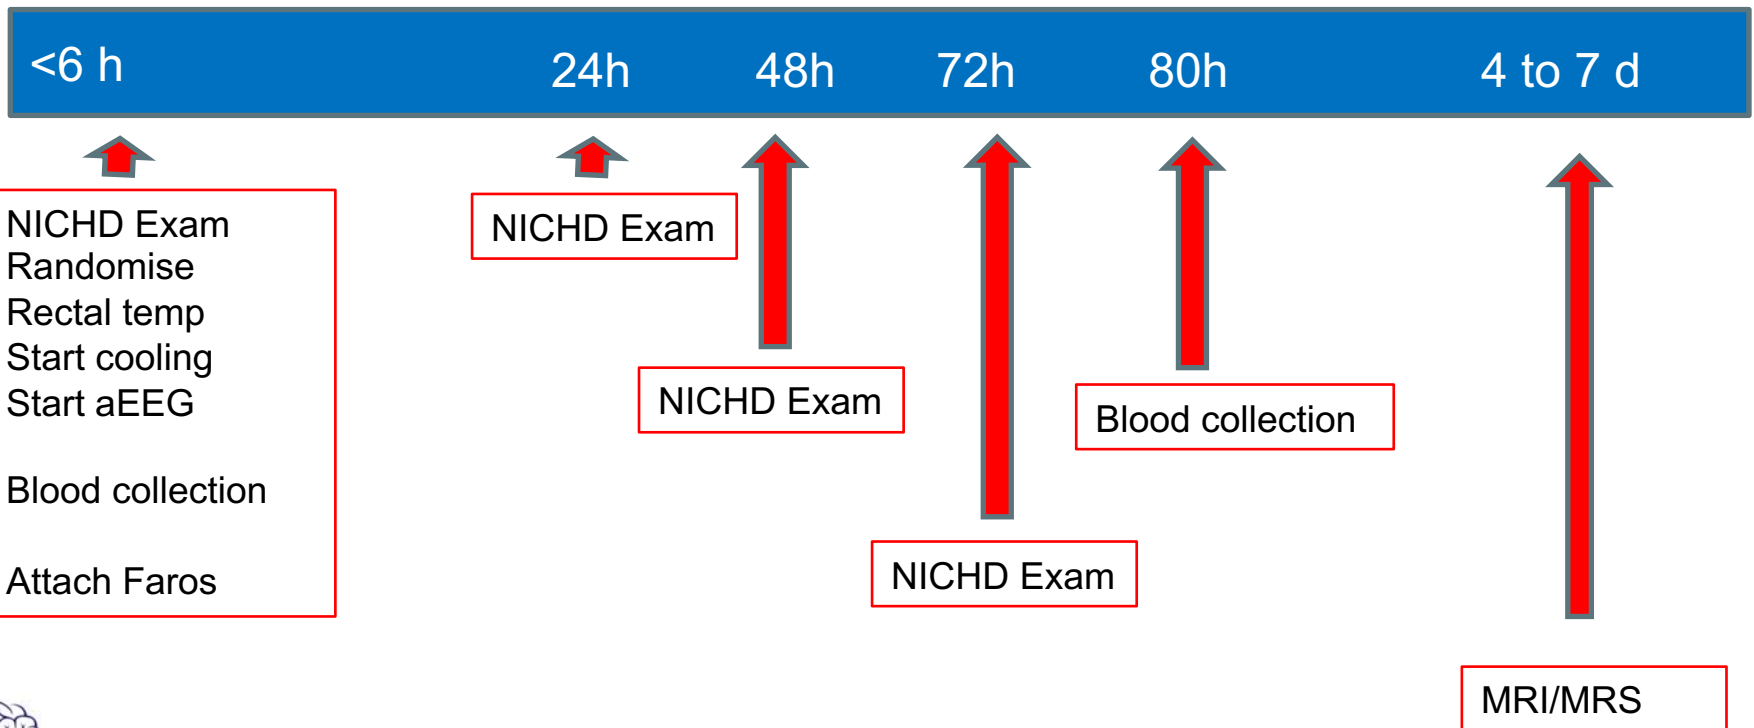 <6 h
24h
48h
72h
80h
4 to 7 d
NICHD Exam
Randomise
Rectal temp
Start cooling
Start aEEG
Blood collection
Attach Faros
NICHD Exam
NICHD Exam
NICHD Exam
Blood collection
MRI/MRS